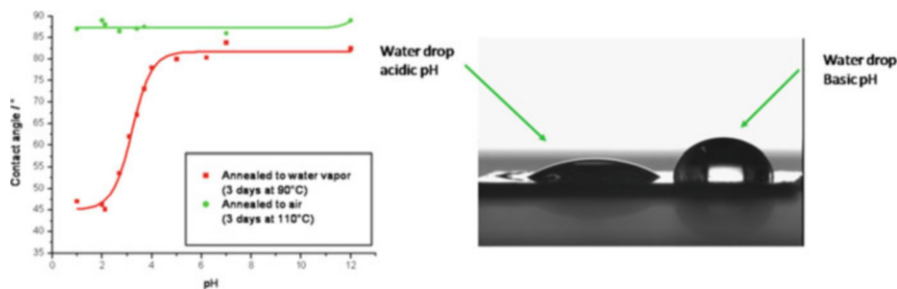 90
85
80
75
70
65
60
55
50
45
40
35
Contact angle / °
0
2
4
6
8
10
12
pH
Annealed to water vapor
(3 days at 90°C)
Annealed to air
(3 days at 110°C)
Water drop
acidic pH
Water drop
Basic pH